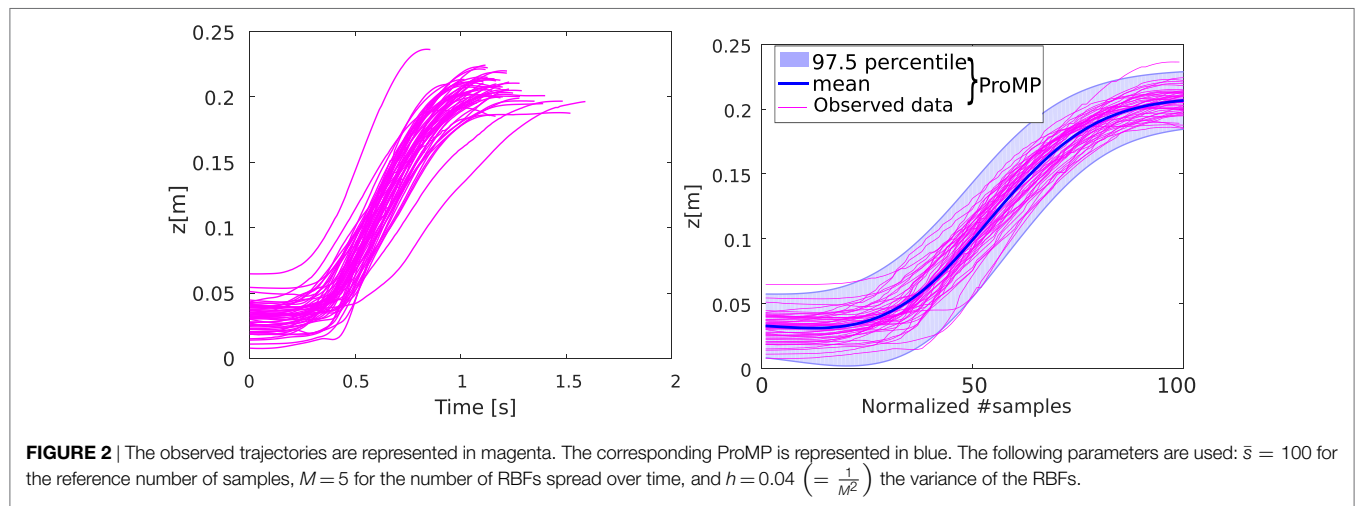 0.25
0.2
0.15
0.1
0.05
0
z[m]
0
0.5
1
1.5
2
Time [s]
0.25
0.2
0.15
0.1
0.05
0
z[m]
97.5 percentile
mean
Observed data
} ProMP
0
50
100
Normalized #samples
FIGURE 2 | The observed trajectories are represented in magenta. The corresponding ProMP is represented in blue. The following parameters are used: s̄ = 100 for
the reference number of samples, M = 5 for the number of RBFs spread over time, and h = 0.04 (= 1/M²) the variance of the RBFs.